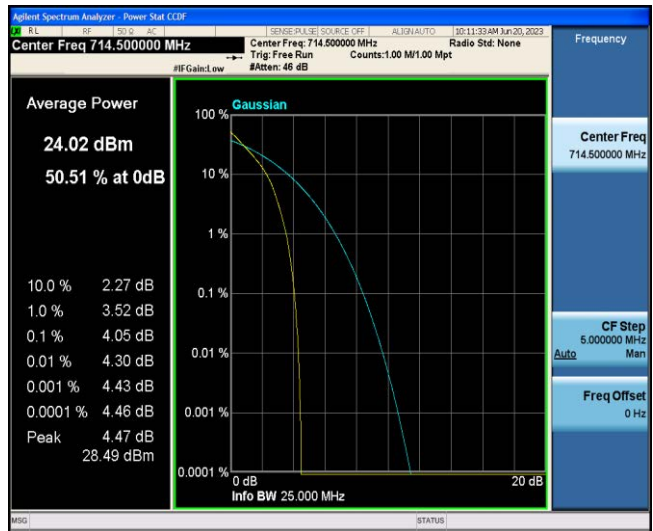 Agilent Spectrum Analyzer - Power Stat CCDF
RL RF 50 Ω AC SENSE:PULSE SOURCE OFF ALIGN AUTO 10:11:33 AM Jun 20, 2023
Center Freq 714.500000 MHz
Center Freq: 714.500000 MHz Radio Std: None
Trig: Free Run Counts:1.00 M/1.00 Mpt
#IFGain:Low #Atten: 46 dB
Frequency
Average Power
24.02 dBm
50.51 % at 0dB
10.0 % 2.27 dB
1.0 % 3.52 dB
0.1 % 4.05 dB
0.01 % 4.30 dB
0.001 % 4.43 dB
0.0001 % 4.46 dB
Peak 4.47 dB
28.49 dBm
Gaussian
100 %
10 %
1 %
0.1 %
0.01 %
0.001 %
0.0001 %
0 dB 20 dB
Info BW 25.000 MHz
Center Freq
714.500000 MHz
CF Step
5.000000 MHz
Auto Man
Freq Offset
0 Hz
MSG STATUS